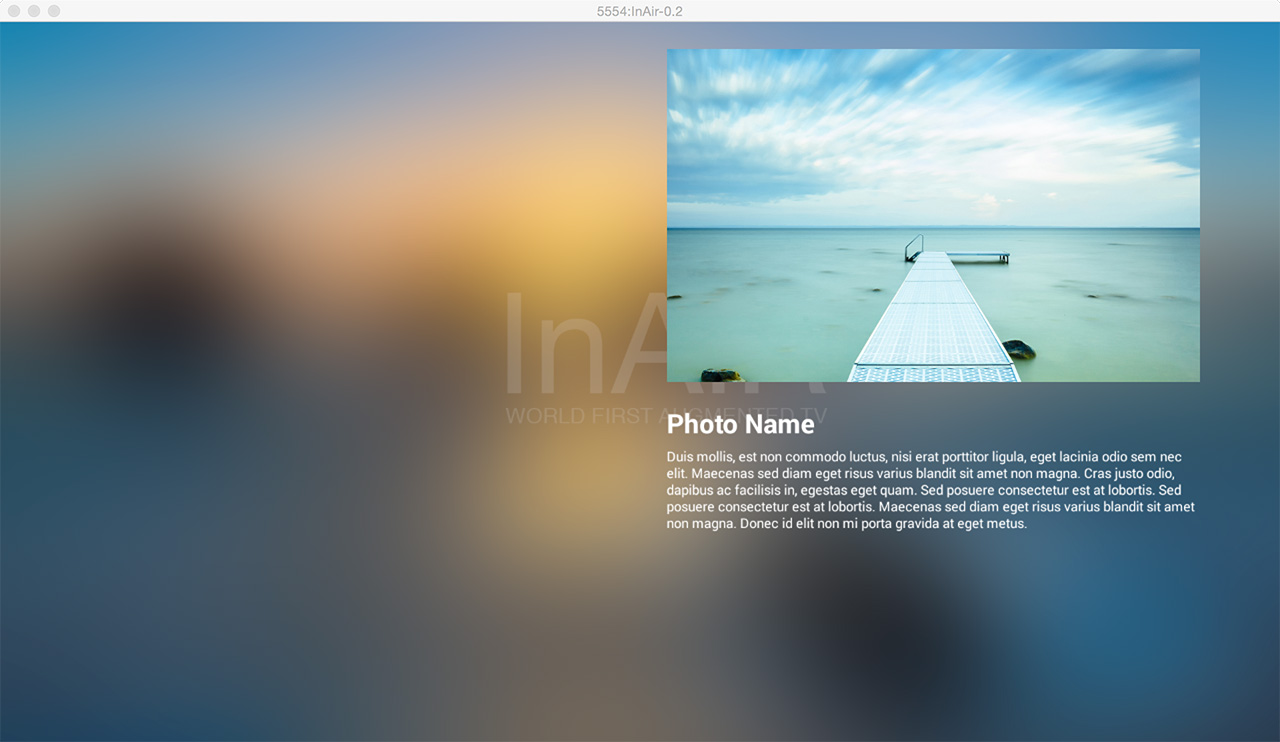 5554:InAir-0.2
InAiR
WORLD FIRST AUGMENTED TV
Photo Name
Duis mollis, est non commodo luctus, nisi erat porttitor ligula, eget lacinia odio sem nec
elit. Maecenas sed diam eget risus varius blandit sit amet non magna. Cras justo odio,
dapibus ac facilisis in, egestas eget quam. Sed posuere consectetur est at lobortis. Sed
posuere consectetur est at lobortis. Maecenas sed diam eget risus varius blandit sit amet
non magna. Donec id elit non mi porta gravida at eget metus.